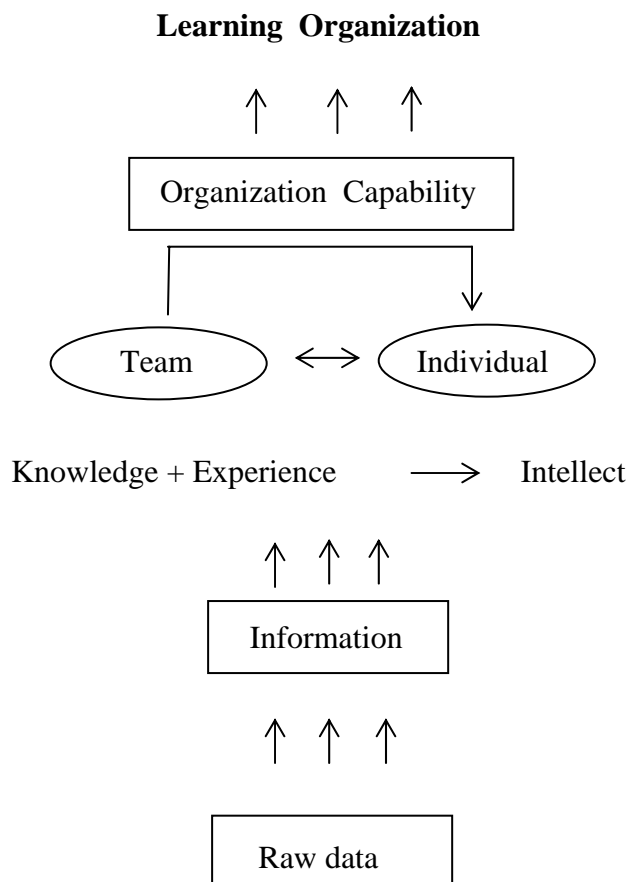 Learning Organization
Organization Capability
Team Individual
Knowledge + Experience Intellect
Information
Raw data